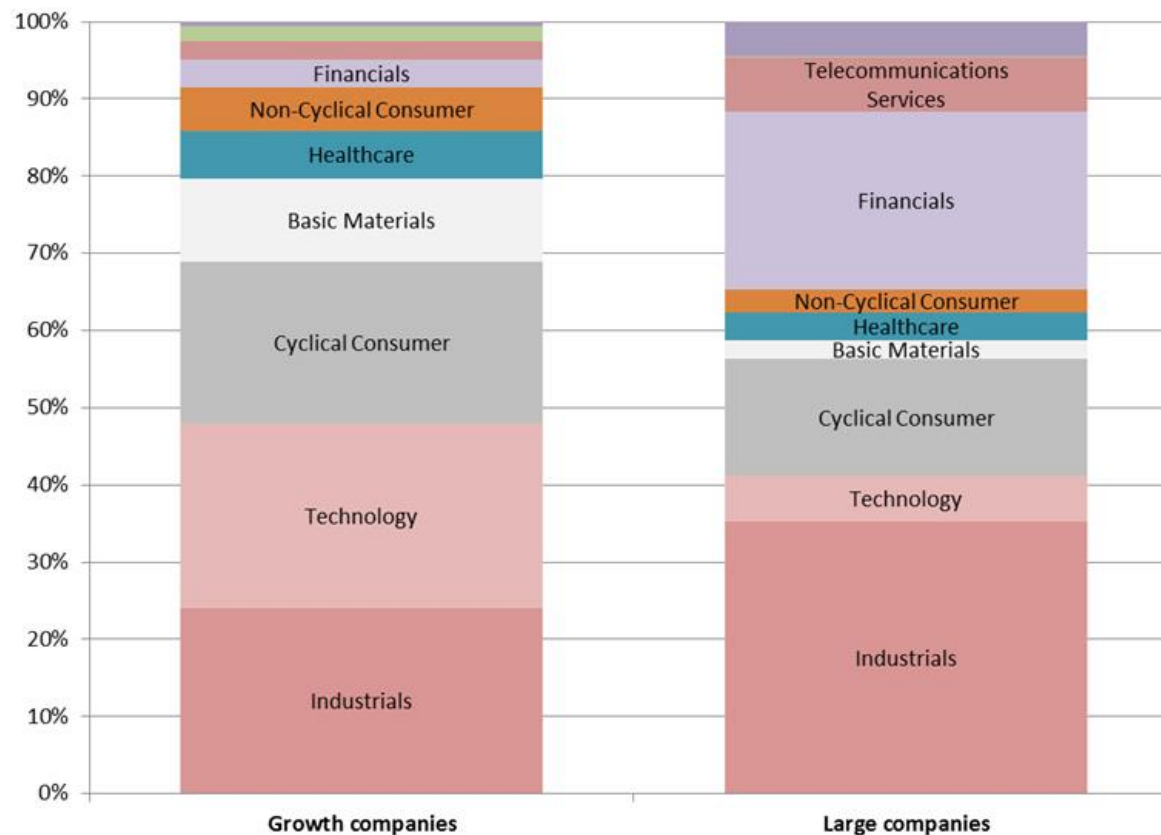 100%
90%
80%
70%
60%
50%
40%
30%
20%
10%
0%
Financials
Non-Cyclical Consumer
Healthcare
Basic Materials
Cyclical Consumer
Technology
Industrials
Telecommunications
Services
Financials
Non-Cyclical Consumer
Healthcare
Basic Materials
Cyclical Consumer
Technology
Industrials
Growth companies
Large companies